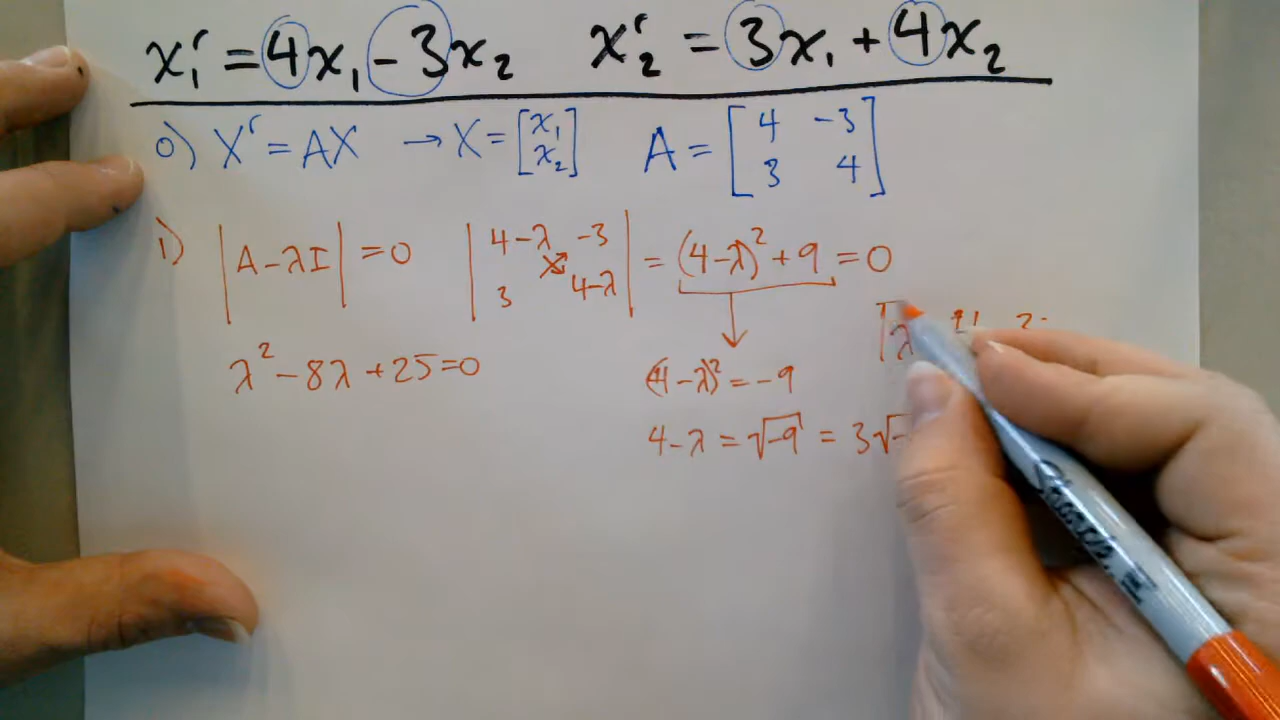 x₁' = 4x₁ - 3x₂ x₂' = 3x₁ + 4x₂
0) X' = AX → X = [x₁ x₂] A = [4 -3 3 4]
1) |A - λI| = 0 |4-λ -3 3 4-λ| = (4-λ)² + 9 = 0
λ² - 8λ + 25 = 0
(4-λ)² = -9
4-λ = √-9 = 3√-
λ
Sharpie